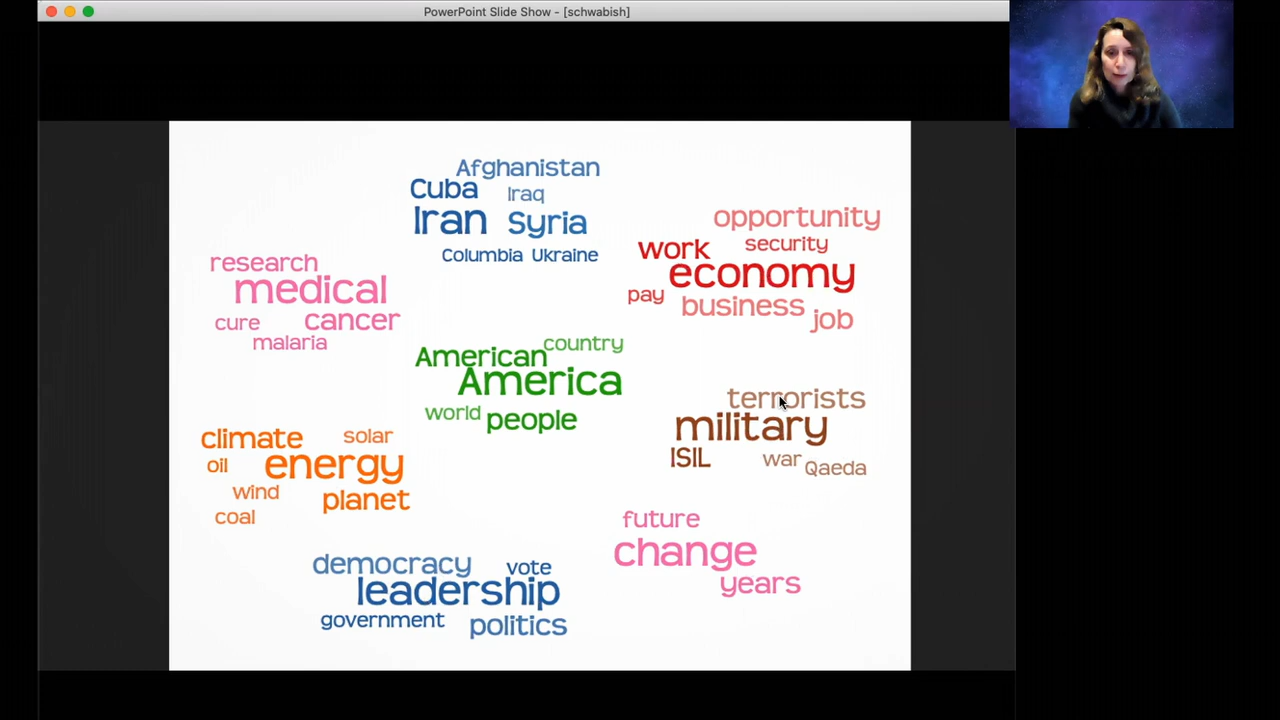 PowerPoint Slide Show - [schwabish]
Afghanistan
Cuba Iraq
Iran Syria
Columbia Ukraine
opportunity
work security
economy
pay business
job
research
medical
cure cancer
malaria
country
American
America
world people
terrorists
military
ISIL war Qaeda
climate solar
oil energy
wind planet
coal
future
change
years
democracy vote
leadership
government politics